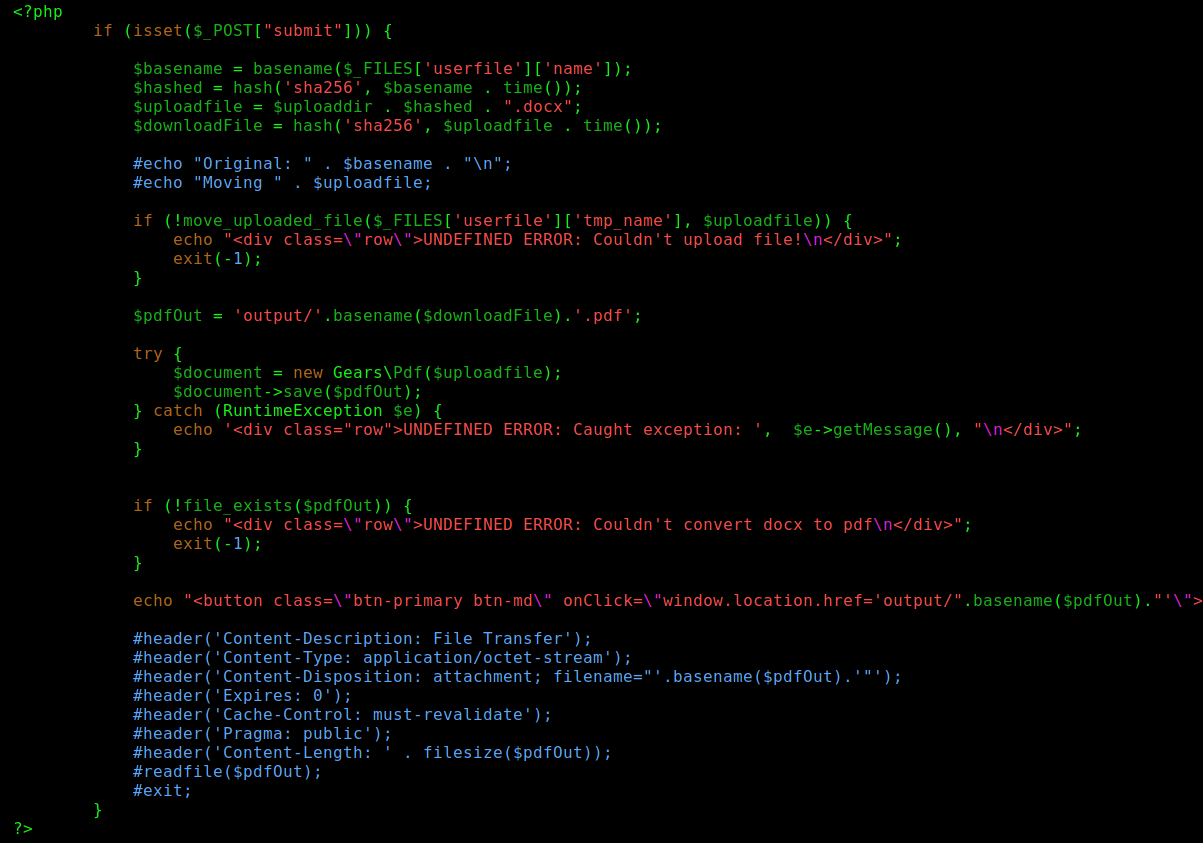 <?php
if (isset($_POST["submit"])) {
$basename = basename($_FILES['userfile']['name']);
$hashed = hash('sha256', $basename . time());
$uploadfile = $uploaddir . $hashed . ".docx";
$downloadFile = hash('sha256', $uploadfile . time());
#echo "Original: " . $basename . "\n";
#echo "Moving " . $uploadfile;
if (!move_uploaded_file($_FILES['userfile']['tmp_name'], $uploadfile)) {
echo "<div class=\"row\">UNDEFINED ERROR: Couldn't upload file!\n</div>";
exit(-1);
}
$pdfOut = 'output/'.basename($downloadFile).'.pdf';
try {
$document = new Gears\Pdf($uploadfile);
$document->save($pdfOut);
} catch (RuntimeException $e) {
echo '<div class="row">UNDEFINED ERROR: Caught exception: ',  $e->getMessage(), "\n</div>";
}
if (!file_exists($pdfOut)) {
echo "<div class=\"row\">UNDEFINED ERROR: Couldn't convert docx to pdf\n</div>";
exit(-1);
}
echo "<button class=\"btn-primary btn-md\" onClick=\"window.location.href='output/".basename($pdfOut)."'\">
#header('Content-Description: File Transfer');
#header('Content-Type: application/octet-stream');
#header('Content-Disposition: attachment; filename="'.basename($pdfOut).'"');
#header('Expires: 0');
#header('Cache-Control: must-revalidate');
#header('Pragma: public');
#header('Content-Length: ' . filesize($pdfOut));
#readfile($pdfOut);
#exit;
}
?>